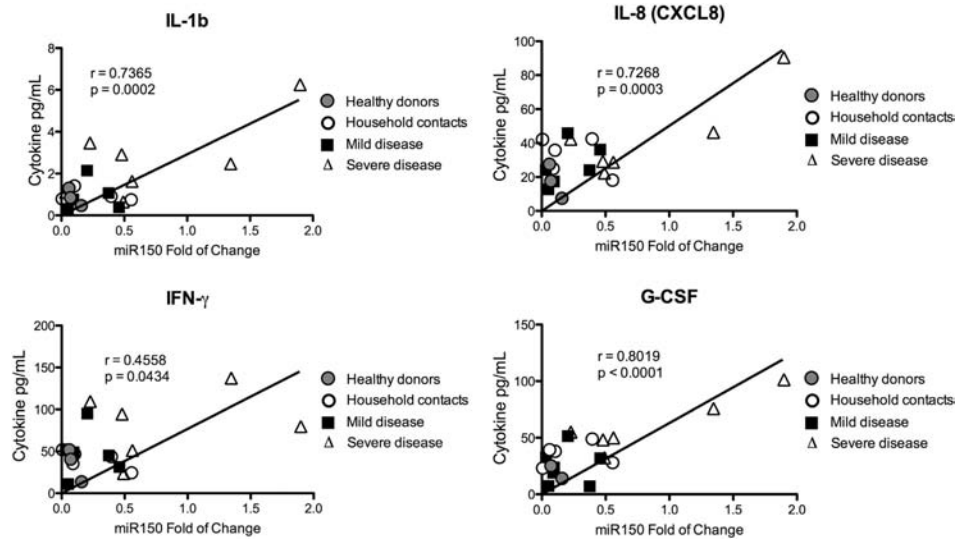 IL-1b
r = 0.7365
p = 0.0002
Cytokine pg/mL
8
6
4
2
0
0.0 0.5 1.0 1.5 2.0
miR150 Fold of Change
Healthy donors
Household contacts
Mild disease
Severe disease
IL-8 (CXCL8)
r = 0.7268
p = 0.0003
Cytokine pg/mL
100
80
60
40
20
0
0.0 0.5 1.0 1.5 2.0
miR150 Fold of Change
Healthy donors
Household contacts
Mild disease
Severe disease
IFN-γ
r = 0.4558
p = 0.0434
Cytokine pg/mL
200
150
100
50
0
0.0 0.5 1.0 1.5 2.0
miR150 Fold of Change
Healthy donors
Household contacts
Mild disease
Severe disease
G-CSF
r = 0.8019
p < 0.0001
Cytokine pg/mL
150
100
50
0
0.0 0.5 1.0 1.5 2.0
miR150 Fold of Change
Healthy donors
Household contacts
Mild disease
Severe disease